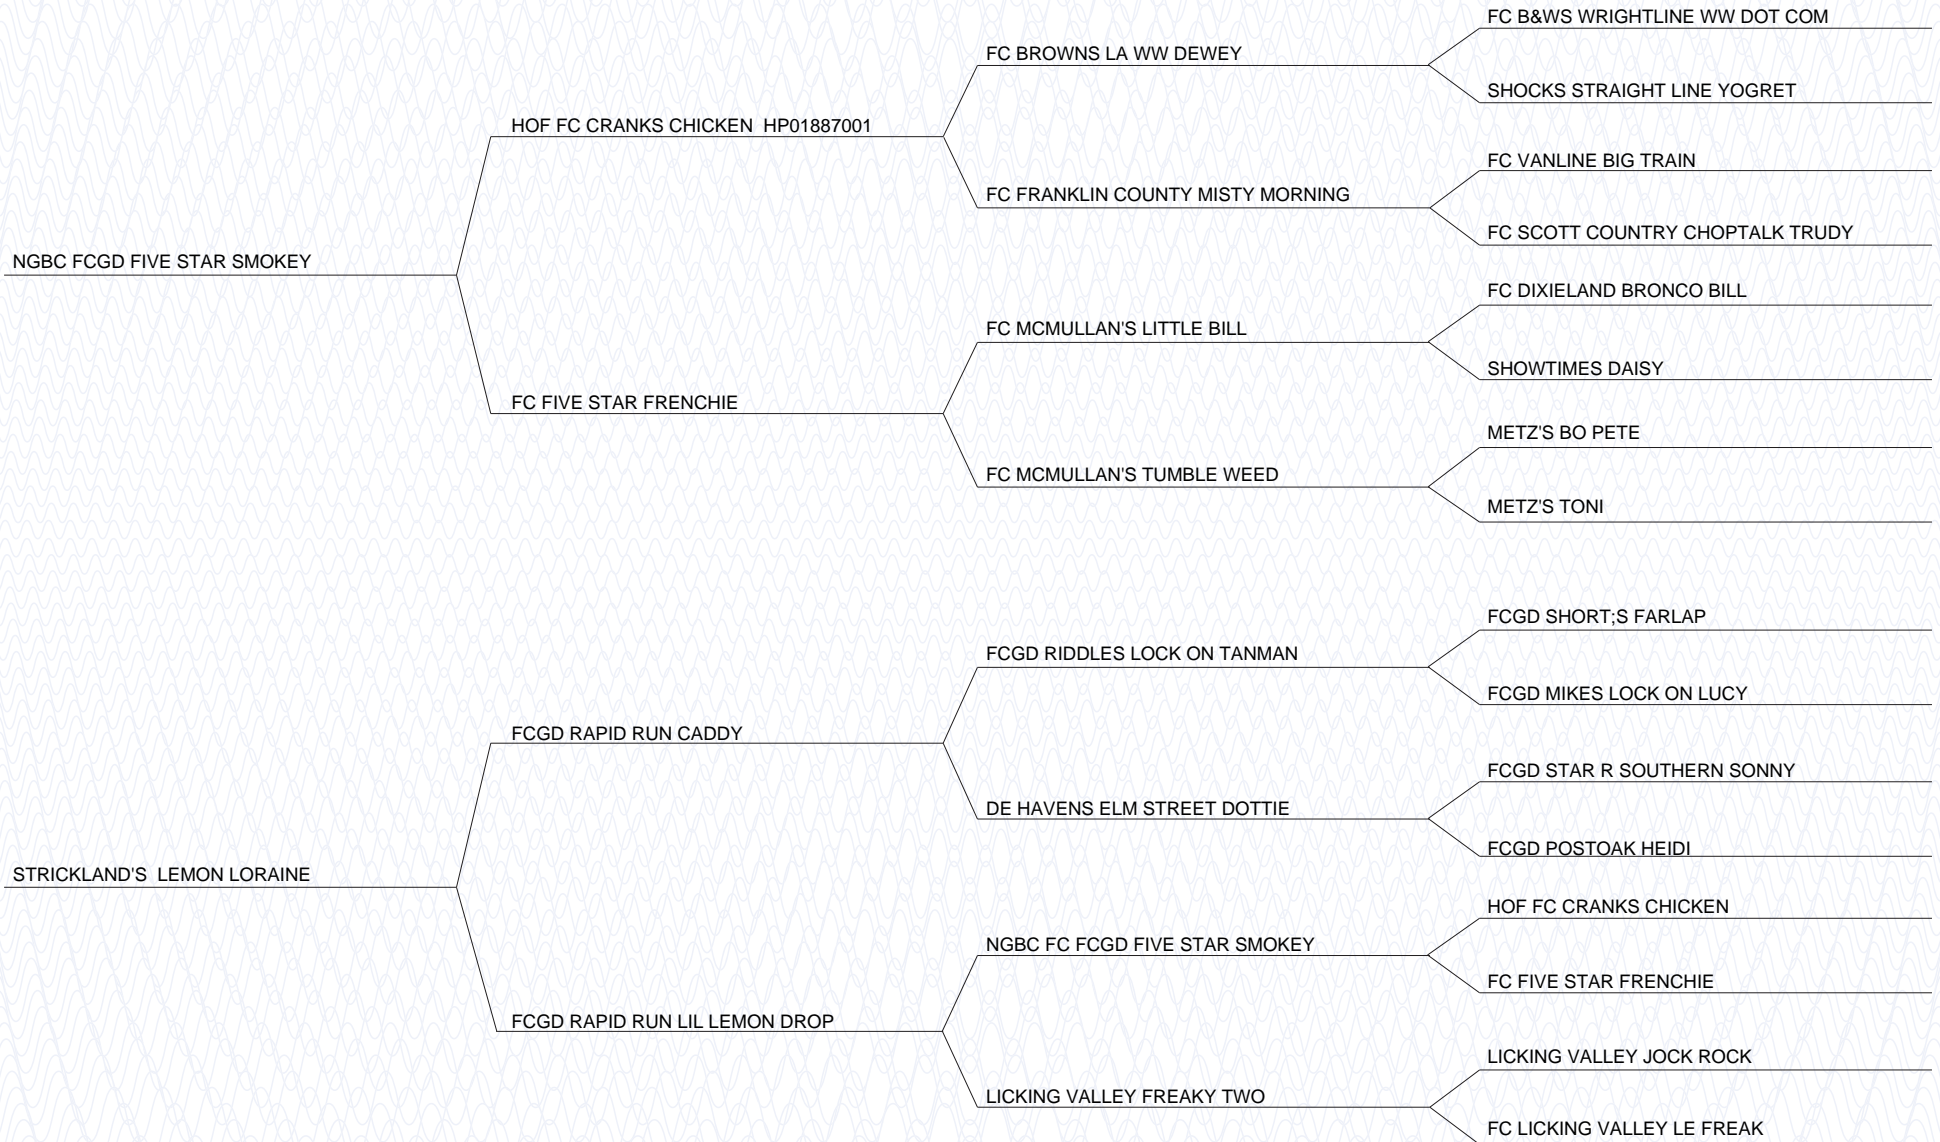 FC B&WS WRIGHTLINE WW DOT COM
FC BROWNS LA WW DEWEY
SHOCKS STRAIGHT LINE YOGRET
HOF FC CRANKS CHICKEN  HP01887001
FC VANLINE BIG TRAIN
FC FRANKLIN COUNTY MISTY MORNING
FC SCOTT COUNTRY CHOPTALK TRUDY
NGBC FCGD FIVE STAR SMOKEY
FC DIXIELAND BRONCO BILL
FC MCMULLAN'S LITTLE BILL
SHOWTIMES DAISY
FC FIVE STAR FRENCHIE
METZ'S BO PETE
FC MCMULLAN'S TUMBLE WEED
METZ'S TONI
FCGD SHORT;S FARLAP
FCGD RIDDLES LOCK ON TANMAN
FCGD MIKES LOCK ON LUCY
FCGD RAPID RUN CADDY
FCGD STAR R SOUTHERN SONNY
DE HAVENS ELM STREET DOTTIE
FCGD POSTOAK HEIDI
STRICKLAND'S  LEMON LORAINE
HOF FC CRANKS CHICKEN
NGBC FC FCGD FIVE STAR SMOKEY
FC FIVE STAR FRENCHIE
FCGD RAPID RUN LIL LEMON DROP
LICKING VALLEY JOCK ROCK
LICKING VALLEY FREAKY TWO
FC LICKING VALLEY LE FREAK